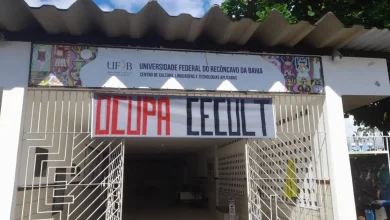 UFRB
UNIVERSIDADE FEDERAL DO RECÔNCAVO DA BAHIA
CENTRO DE CULTURA, LINGUAGENS E TECNOLOGIAS APLICADAS
OCUPA CECULT